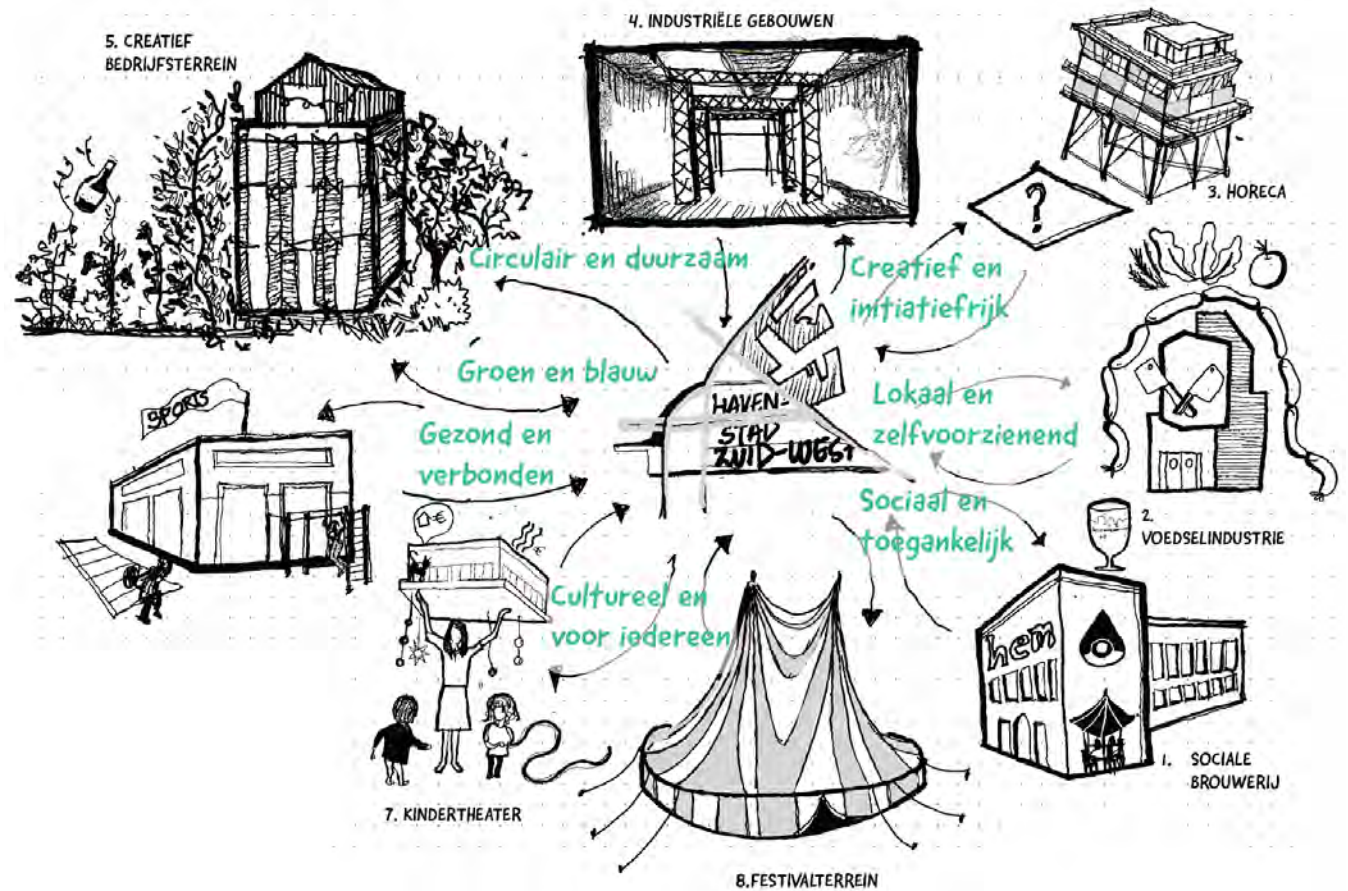 4. INDUSTRIËLE GEBOUWEN
5. CREATIEF
BEDRIJFSTERREIN
?
3. HORECA
Circulair en duurzaam
Creatief en
initiatiefrijk
Groen en blauw
HAVEN-
STAD
ZUID-WEST
Lokaal en
zelfvoorzienend
SPORTS
Gezond en
verbonden
Sociaal en
toegankelijk
2.
VOEDSELINDUSTRIE
Cultureel en
voor iedereen
hem
1. SOCIALE
BROUWERIJ
7. KINDERTHEATER
8.FESTIVALTERREIN